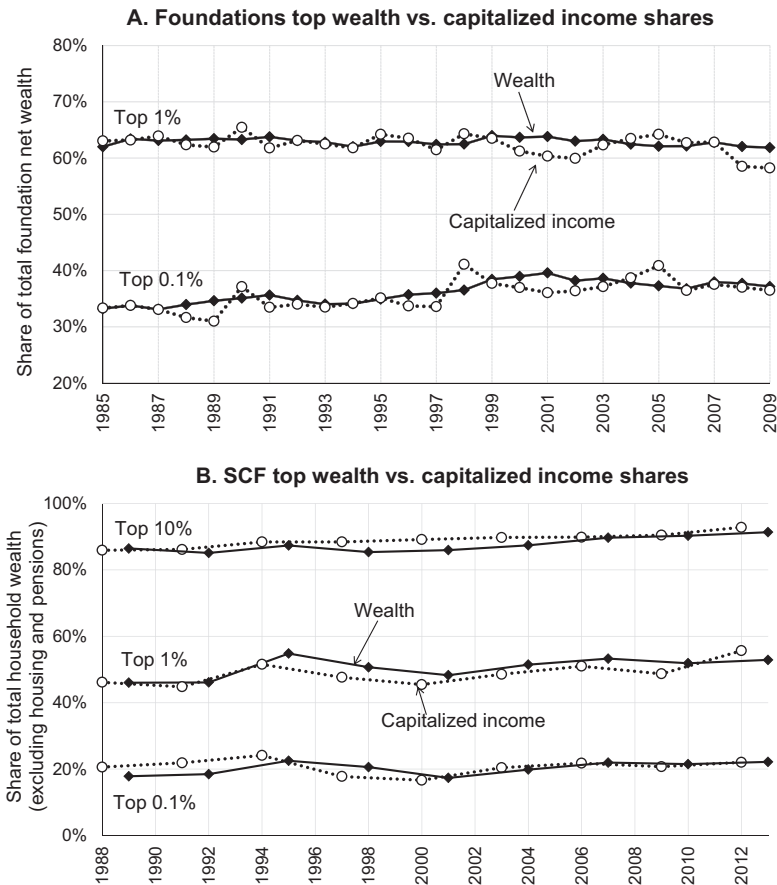 A. Foundations top wealth vs. capitalized income shares
Share of total foundation net wealth
80%
70%
60%
50%
40%
30%
20%
Top 1%
Wealth
Capitalized income
Top 0.1%
1985
1987
1989
1991
1993
1995
1997
1999
2001
2003
2005
2007
2009
B. SCF top wealth vs. capitalized income shares
Share of total household wealth
(excluding housing and pensions)
100%
80%
60%
40%
20%
0%
Top 10%
Wealth
Top 1%
Capitalized income
Top 0.1%
1988
1990
1992
1994
1996
1998
2000
2002
2004
2006
2008
2010
2012